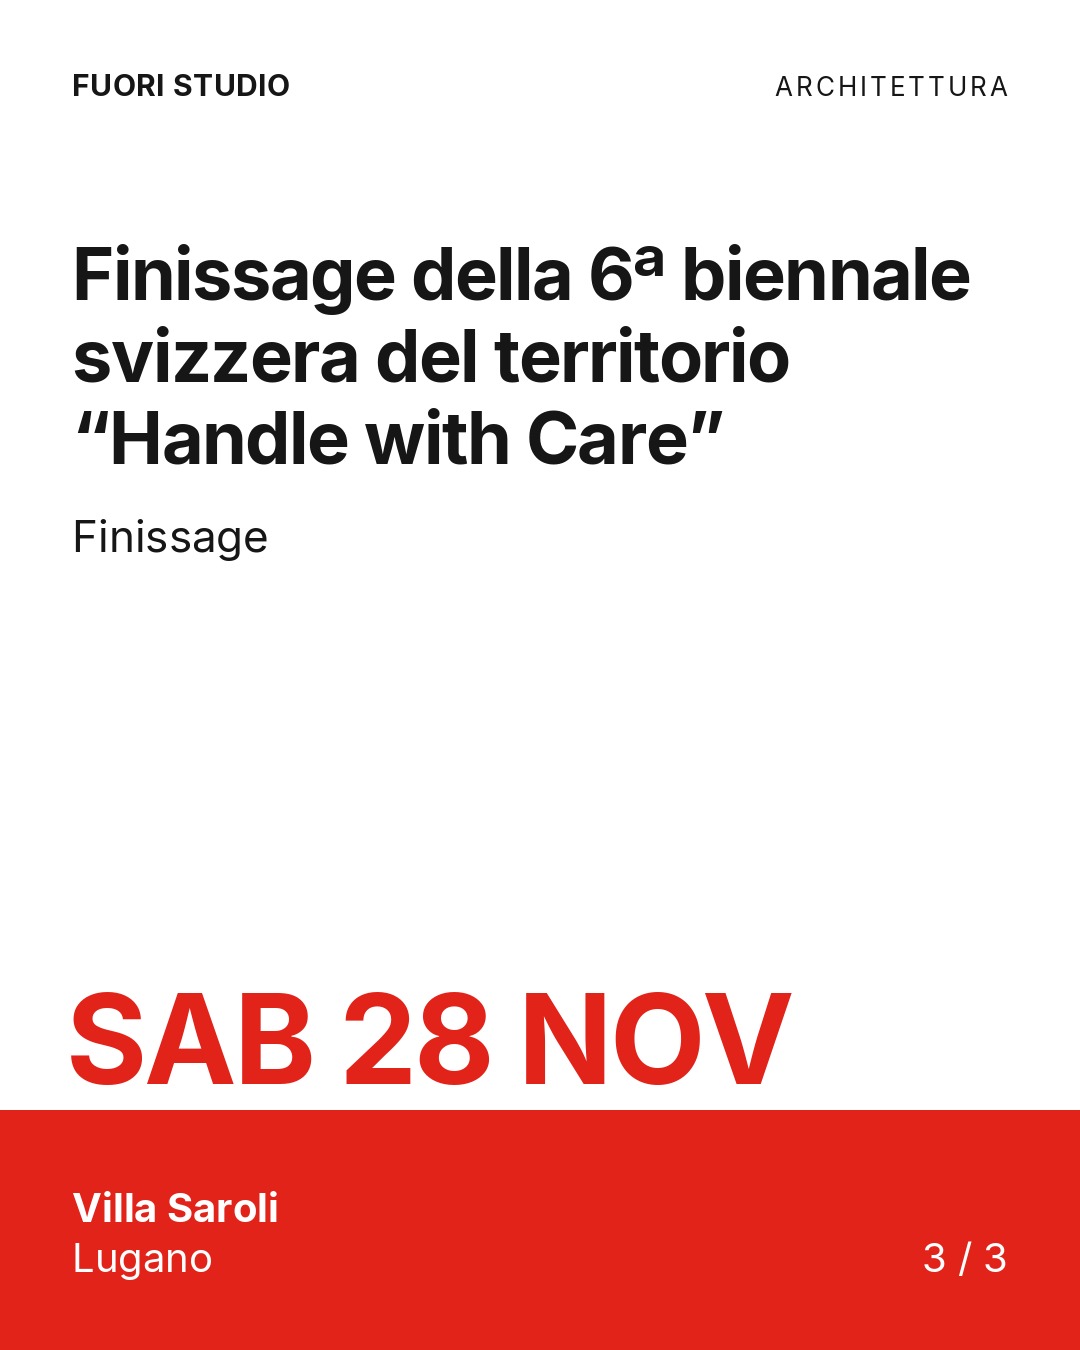 FUORI STUDIO
ARCHITETTURA
Finissage della 6ª biennale
svizzera del territorio
“Handle with Care”
Finissage
SAB 28 NOV
Villa Saroli
Lugano
3 / 3